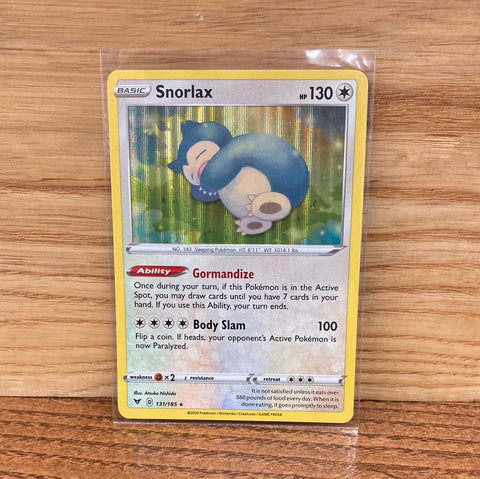 BASIC Snorlax HP 130
NO. 143 Sleeping Pokémon HT. 6'11" WT. 1014.1 lbs.
Ability Gormandize
Once during your turn, if this Pokémon is in the Active
Spot, you may draw cards until you have 7 cards in your
hand. If you use this Ability, your turn ends.
Body Slam 100
Flip a coin. If heads, your opponent's Active Pokémon is
now Paralyzed.
weakness ×2 resistance retreat
Illus. Atsuko Nishida
D 131/185 ★
It is not satisfied unless it eats over
880 pounds of food every day. When it is
done eating, it goes promptly to sleep.
©2020 Pokémon / Nintendo / Creatures / GAME FREAK